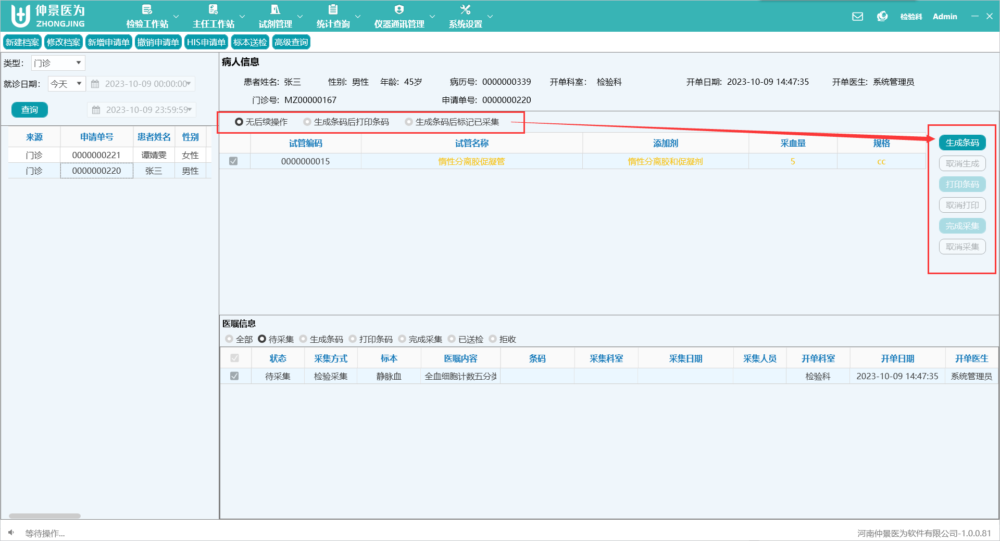 仲景医为
ZHONGJING
检验工作站 主任工作站 试剂管理 统计查询 仪器通讯管理 系统设置
检验科 Admin
新建档案 修改档案 新增申请单 撤销申请单 HIS申请单 标本送检 高级查询
类型: 门诊
就诊日期: 今天 2023-10-09 00:00:00
查询 2023-10-09 23:59:59
来源 申请单号 患者姓名 性别
门诊 0000000221 谭婧雯 女性
门诊 0000000220 张三 男性
病人信息
患者姓名: 张三 性别: 男性 年龄: 45岁 病历号: 0000000339 开单科室: 检验科 开单日期: 2023-10-09 14:47:35 开单医生: 系统管理员
门诊号: MZ00000167 申请单号: 0000000220
无后续操作 生成条码后打印条码 生成条码后标记已采集
试管编码 试管名称 添加剂 采血量 规格
0000000015 惰性分离胶促凝管 惰性分离胶和促凝剂 5 cc
生成条码
取消生成
打印条码
取消打印
完成采集
取消采集
医嘱信息
全部 待采集 生成条码 打印条码 完成采集 已送检 拒收
状态 采集方式 标本 医嘱内容 条码 采集科室 采集日期 采集人员 开单科室 开单日期 开单医生
待采集 检验采集 静脉血 全血细胞计数五分类 检验科 2023-10-09 14:47:35 系统管理员
等待操作...
河南仲景医为软件有限公司-1.0.0.81